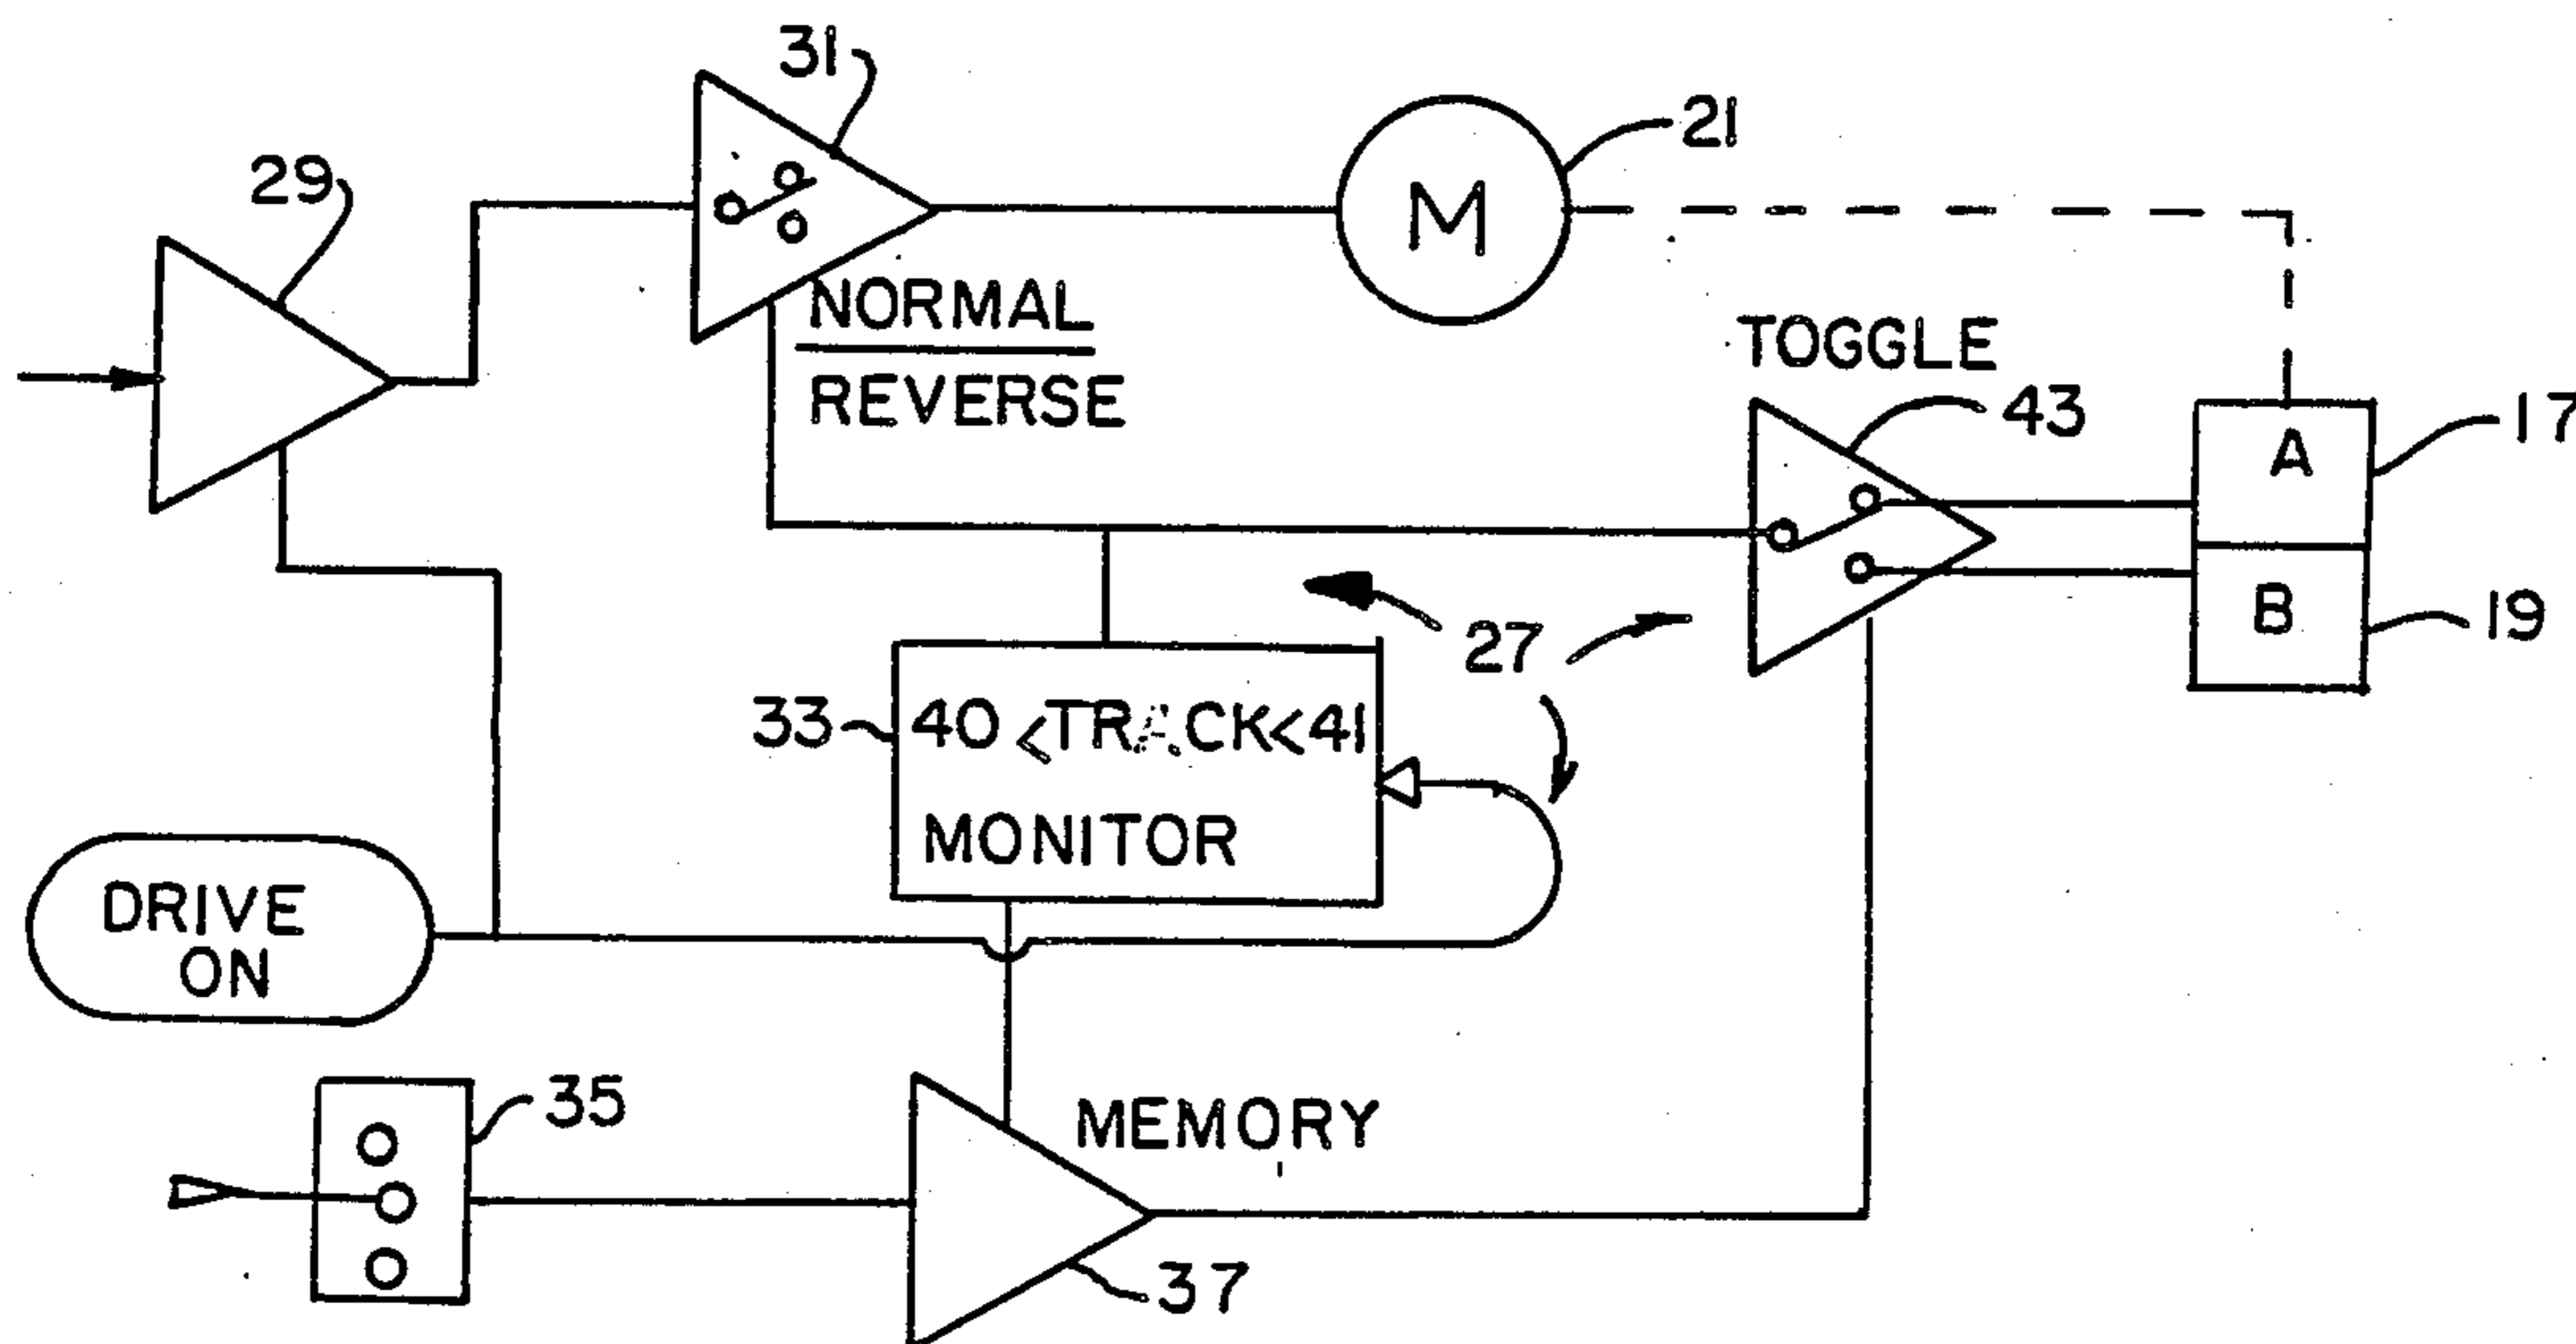 31
21
29
M
NORMAL
REVERSE
TOGGLE
43
17
A
B
19
27
33
40 <TRACK<41
MONITOR
DRIVE
ON
35
MEMORY
37